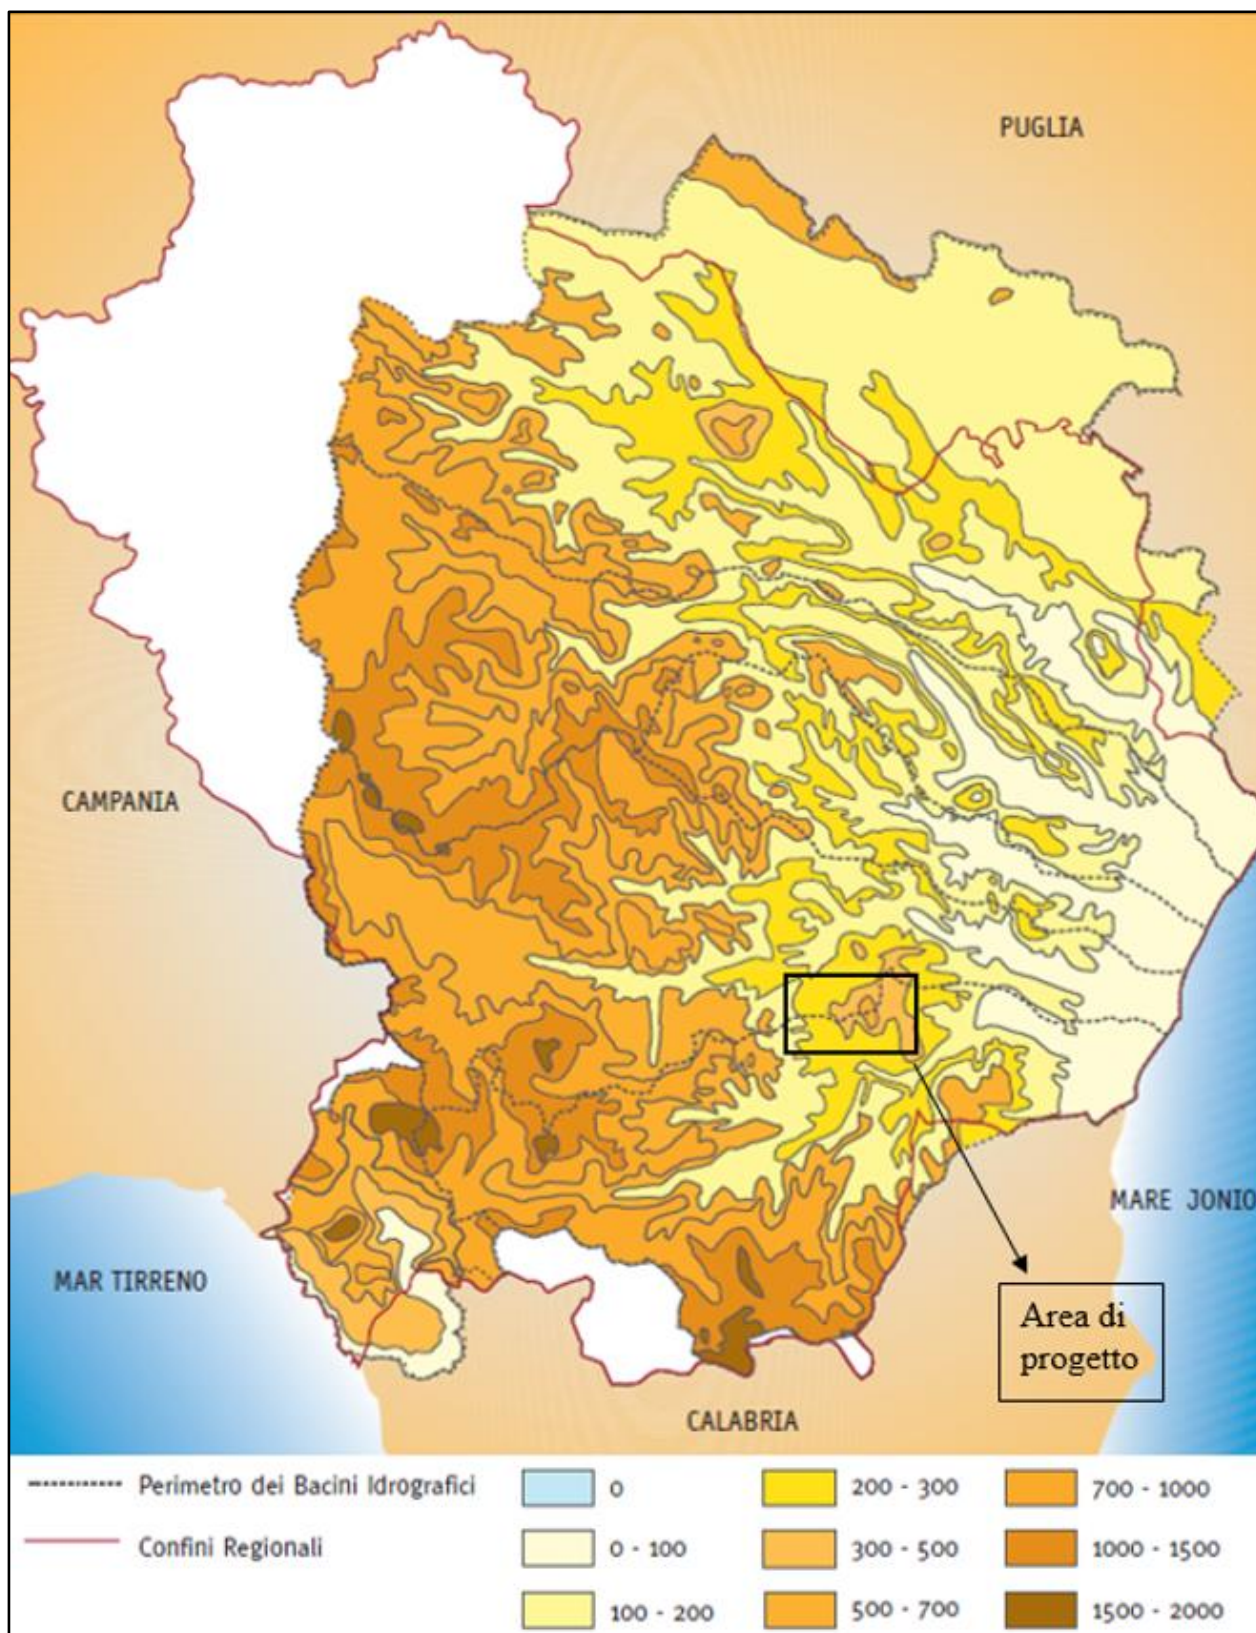 PUGLIA
CAMPANIA
MARE JONIO
MAR TIRRENO
Area di
progetto
CALABRIA
Perimetro dei Bacini Idrografici
Confini Regionali
0
0 - 100
100 - 200
200 - 300
300 - 500
500 - 700
700 - 1000
1000 - 1500
1500 - 2000